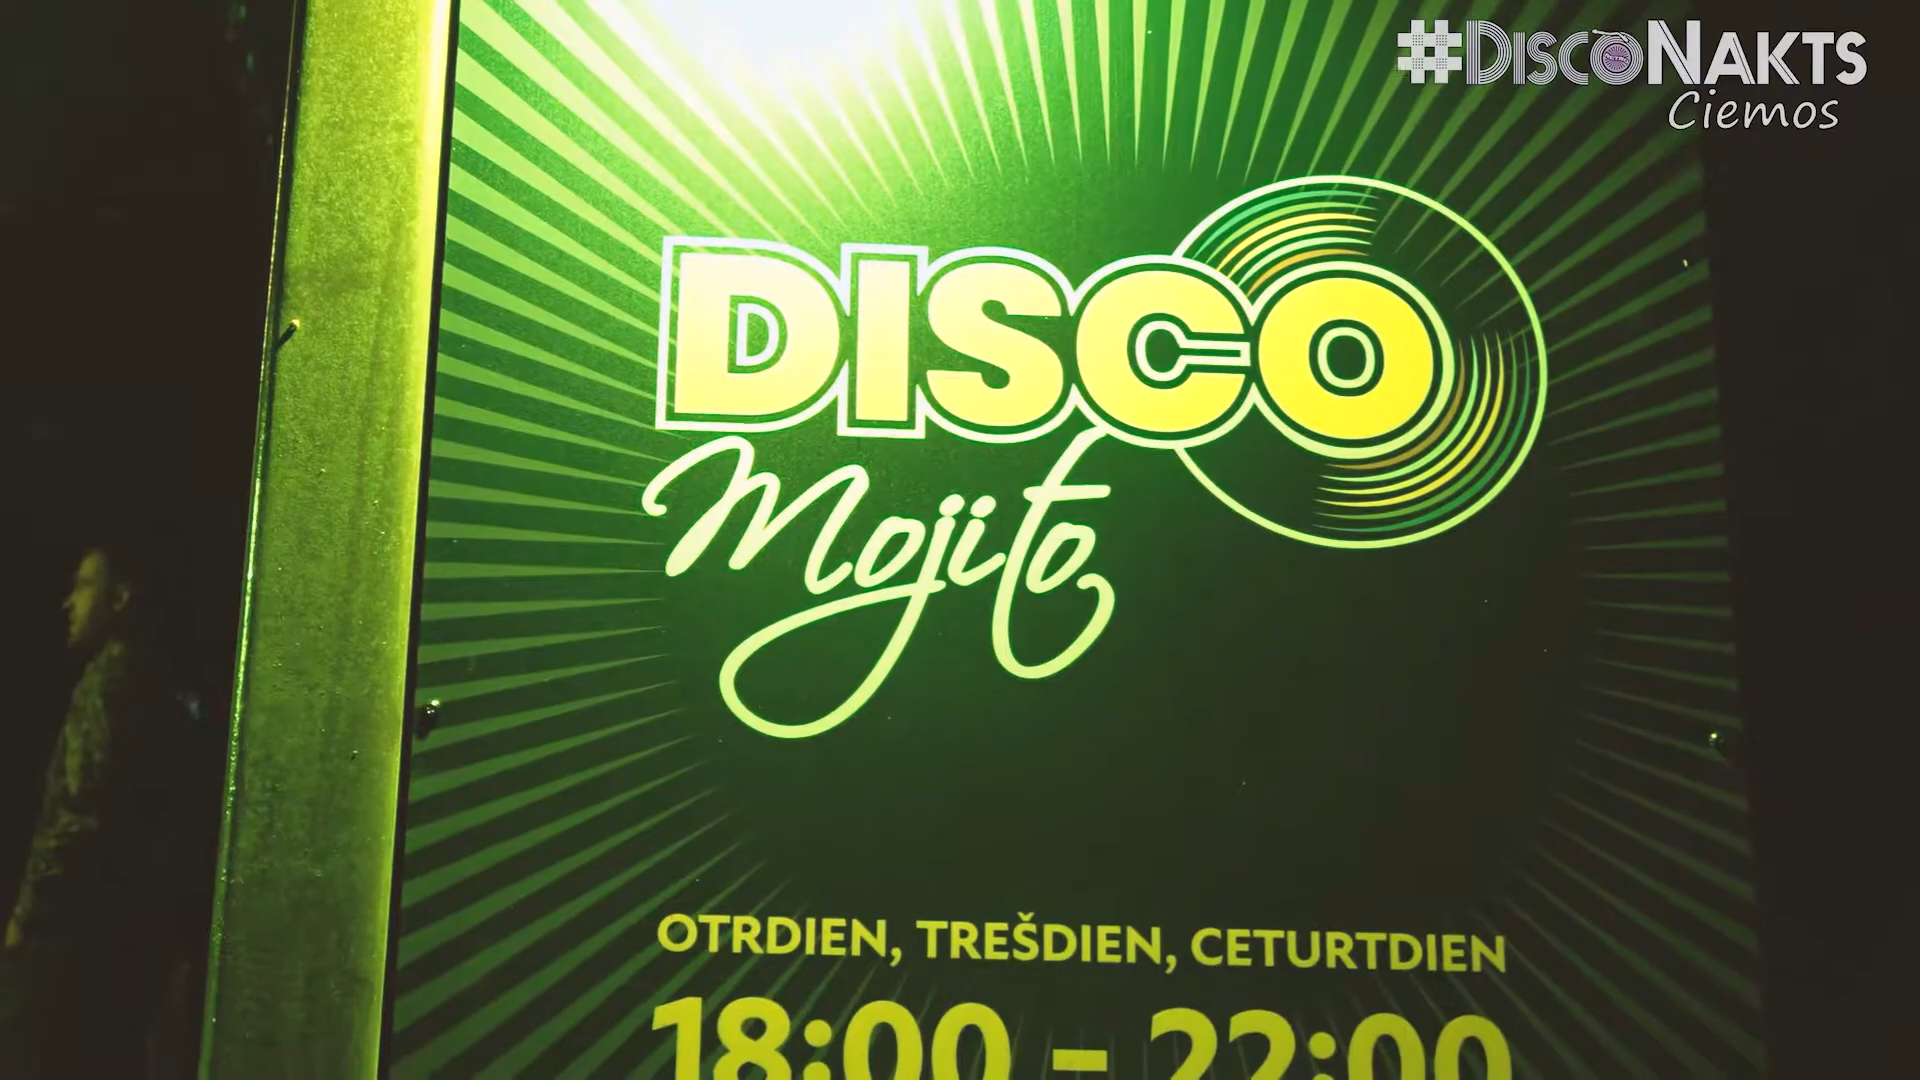 #DISCONAKTS
Ciemos
DISCO
Mojito
OTRDIEN, TREŠDIEN, CETURTDIEN
18:00 - 22:00